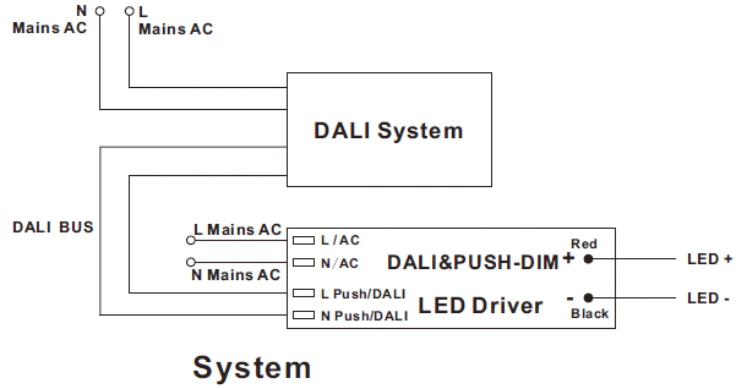 N
Mains AC
L
Mains AC
DALI System
DALI BUS
L Mains AC
N Mains AC
L/AC
N/AC
L Push/DALI
N Push/DALI
DALI&PUSH-DIM
LED Driver
Red
+
-
Black
LED +
LED -
System